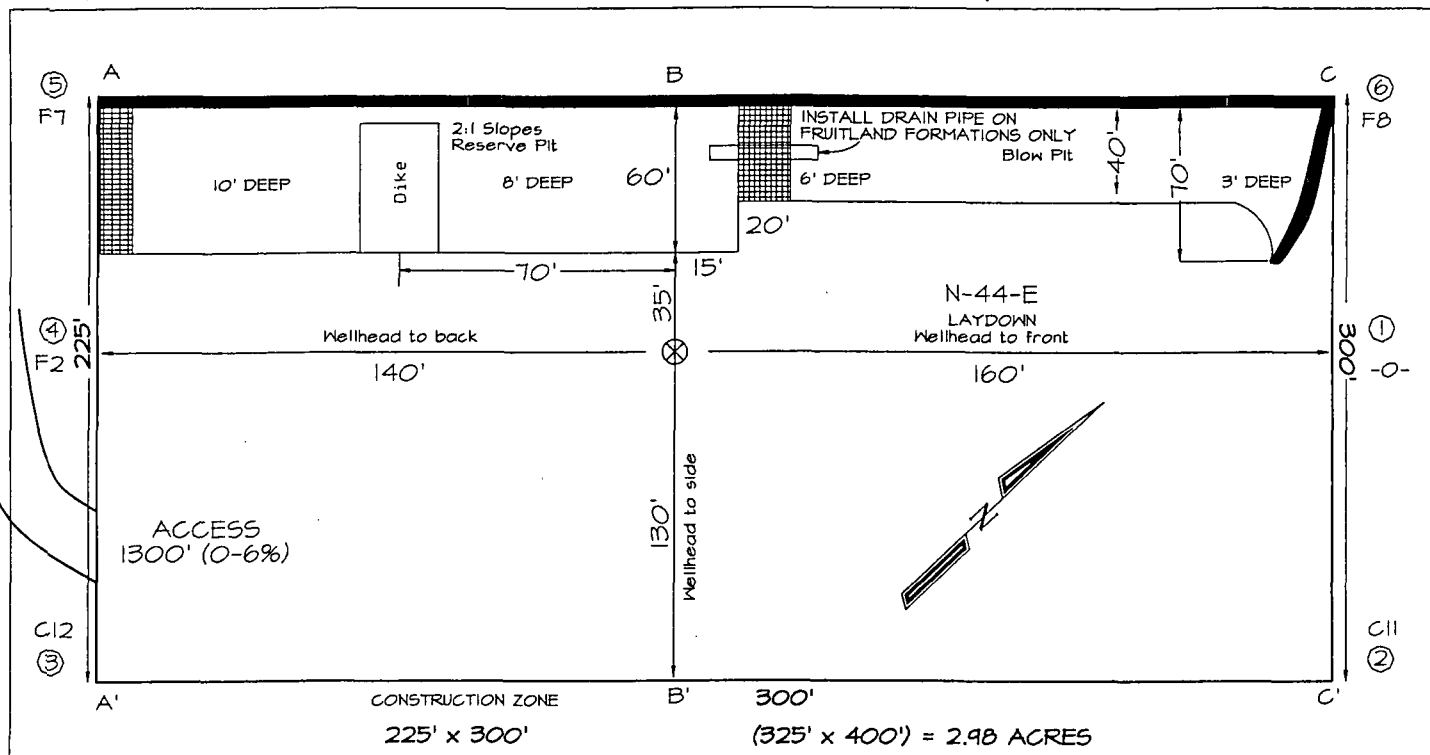 A
B
C
⑤
F7
⑥
F8
2:1 Slopes
Reserve Pit
INSTALL DRAIN PIPE ON
FRUITLAND FORMATIONS ONLY
Blow Pit
10' DEEP
Dike
8' DEEP
60'
6' DEEP
40'
70'
3' DEEP
20'
70'
15'
35'
N-44-E
LAYDOWN
④
F2
225'
Wellhead to back
140'
Wellhead to front
160'
300'
①
-0-
130'
Wellhead to side
N
ACCESS
1300' (0-6%)
C12
③
C11
②
A'
CONSTRUCTION ZONE
B'
300'
C'
225' x 300'
(325' x 400') = 2.98 ACRES